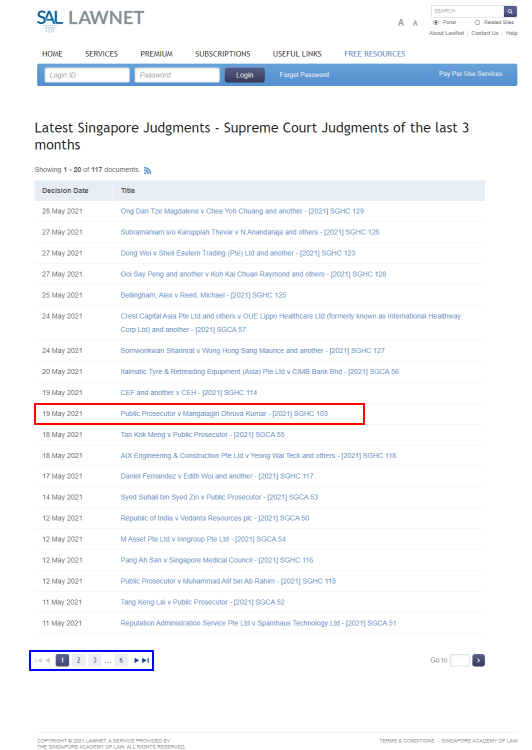 SAL LAWNET
SEARCH
A A
Portal Related Sites
About LawNet | Contact Us | Help
HOME SERVICES PREMIUM SUBSCRIPTIONS USEFUL LINKS FREE RESOURCES
Login ID Password Login Forgot Password Pay Per Use Services
Latest Singapore Judgments - Supreme Court Judgments of the last 3
months
Showing 1 - 20 of 117 documents.
Decision Date Title
28 May 2021 Ong Dan Tze Magdalene v Chee Yoh Chuang and another - [2021] SGHC 129
27 May 2021 Subramaniam s/o Karuppiah Thevar v N Anandaraja and others - [2021] SGHC 126
27 May 2021 Dong Wei v Shell Eastern Trading (Pte) Ltd and another - [2021] SGHC 123
27 May 2021 Ooi Say Peng and another v Koh Kai Chuan Raymond and others - [2021] SGHC 128
25 May 2021 Bellingham, Alex v Reed, Michael - [2021] SGHC 125
24 May 2021 Crest Capital Asia Pte Ltd and others v OUE Lippo Healthcare Ltd (formerly known as International Healthway
Corp Ltd) and another - [2021] SGCA 57
24 May 2021 Somwonkwan Sharinrat v Wong Hong Sang Maurice and another - [2021] SGHC 127
20 May 2021 Italmatic Tyre & Retreading Equipment (Asia) Pte Ltd v CIMB Bank Bhd - [2021] SGCA 56
19 May 2021 CEF and another v CEH - [2021] SGHC 114
19 May 2021 Public Prosecutor v Mangalagiri Dhruva Kumar - [2021] SGHC 103
18 May 2021 Tan Kok Meng v Public Prosecutor - [2021] SGCA 55
18 May 2021 AIX Engineering & Construction Pte Ltd v Yeong Wai Teck and others - [2021] SGHC 118
17 May 2021 Daniel Fernandez v Edith Woi and another - [2021] SGHC 117
14 May 2021 Syed Suhail bin Syed Zin v Public Prosecutor - [2021] SGCA 53
12 May 2021 Republic of India v Vedanta Resources plc - [2021] SGCA 50
12 May 2021 M Asset Pte Ltd v Inngroup Pte Ltd - [2021] SGCA 54
12 May 2021 Pang Ah San v Singapore Medical Council - [2021] SGHC 116
12 May 2021 Public Prosecutor v Muhammad Alif bin Ab Rahim - [2021] SGHC 115
11 May 2021 Tang Keng Lai v Public Prosecutor - [2021] SGCA 52
11 May 2021 Reputation Administration Service Pte Ltd v Spamhaus Technology Ltd - [2021] SGCA 51
1 2 3 ... 6 Go to
COPYRIGHT © 2021 LAWNET, A SERVICE PROVIDED BY
THE SINGAPORE ACADEMY OF LAW. ALL RIGHTS RESERVED.
TERMS & CONDITIONS - SINGAPORE ACADEMY OF LAW